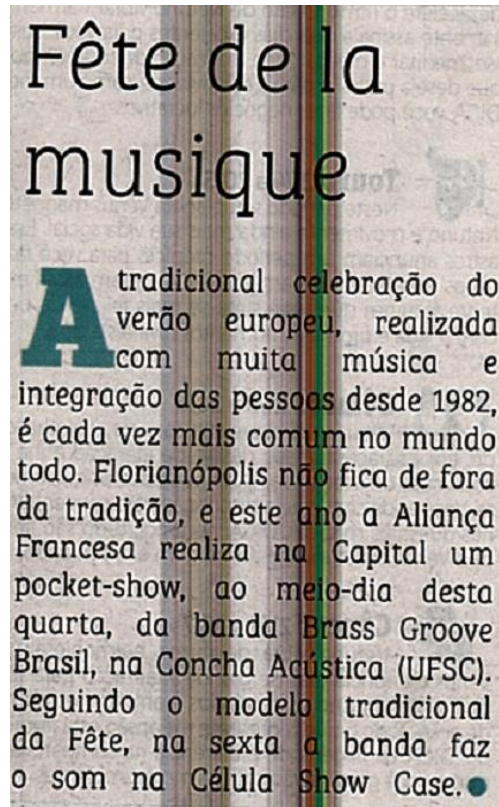 Fête de la
musique
A tradicional celebração do
verão europeu, realizada
com muita música e
integração das pessoas desde 1982,
é cada vez mais comum no mundo
todo. Florianópolis não fica de fora
da tradição, e este ano a Aliança
Francesa realiza na Capital um
pocket-show, ao meio-dia desta
quarta, da banda Brass Groove
Brasil, na Concha Acústica (UFSC).
Seguindo o modelo tradicional
da Fête, na sexta a banda faz
o som na Célula Show Case.